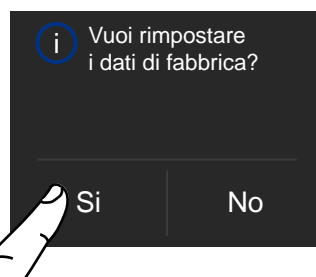 i
Vuoi rimpostare
i dati di fabbrica?
Si
No